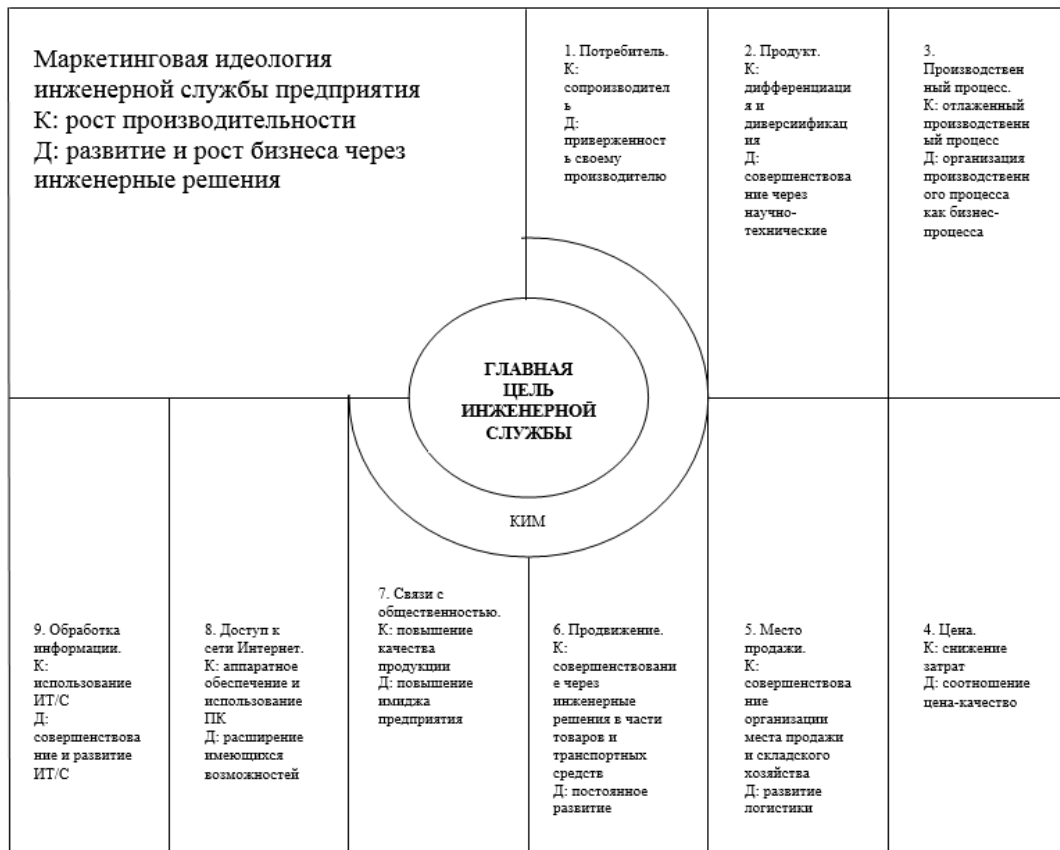 Маркетинговая идеология
инженерной службы предприятия
К: рост производительности
Д: развитие и рост бизнеса через
инженерные решения
1. Потребитель.
К:
сопроизводител
ь
Д:
приверженност
ь своему
производителю
2. Продукт.
К:
дифференциаци
я и
диверсиификац
ия
Д:
совершенствова
ние через
научно-
технические
3.
Производствен
ный процесс.
К: отлаженный
производственн
ый процесс
Д: организация
производственн
ого процесса
как бизнес-
процесса
ГЛАВНАЯ
ЦЕЛЬ
ИНЖЕНЕРНОЙ
СЛУЖБЫ
КИМ
9. Обработка
информации.
К:
использование
ИТ/С
Д:
совершенствова
ние и развитие
ИТ/С
8. Доступ к
сети Интернет.
К: аппаратное
обеспечение и
использование
ПК
Д: расширение
имеющихся
возможностей
7. Связи с
общественностью.
К: повышение
качества
продукции
Д: повышение
имиджа
предприятия
6. Продвижение.
К:
совершенствовани
е через
инженерные
решения в части
товаров и
транспортных
средств
Д: постоянное
развитие
5. Место
продажи.
К:
совершенствова
ние
организации
места продажи
и складского
хозяйства
Д: развитие
логистики
4. Цена.
К: снижение
затрат
Д: соотношение
цена-качество